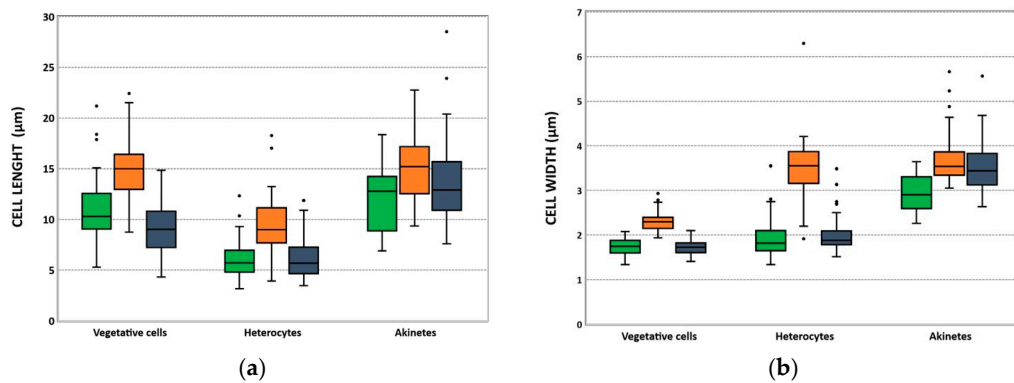 CELL LENGHT (µm)
30
25
20
15
10
5
0
Vegetative cells Heterocytes Akinetes
(a)
CELL WIDTH (µm)
7
6
5
4
3
2
1
0
Vegetative cells Heterocytes Akinetes
(b)